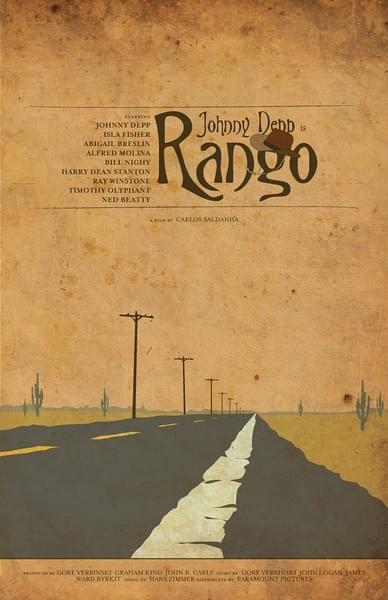 STARRING
JOHNNY DEPP
ISLA FISHER
ABIGAIL BRESLIN
ALFRED MOLINA
BILL NIGHY
HARRY DEAN STANTON
RAY WINSTONE
TIMOTHY OLYPHANT
NED BEATTY
Johnny Depp is
Rango
A FILM BY CARLOS SALDANHA
PRODUCED BY GORE VERBINSKI GRAHAM KING JOHN B. CARLS STORY BY GORE VERBINSKI JOHN LOGAN JAMES
WARD BYRKIT MUSIC BY HANS ZIMMER DISTRIBUTED BY PARAMOUNT PICTURES